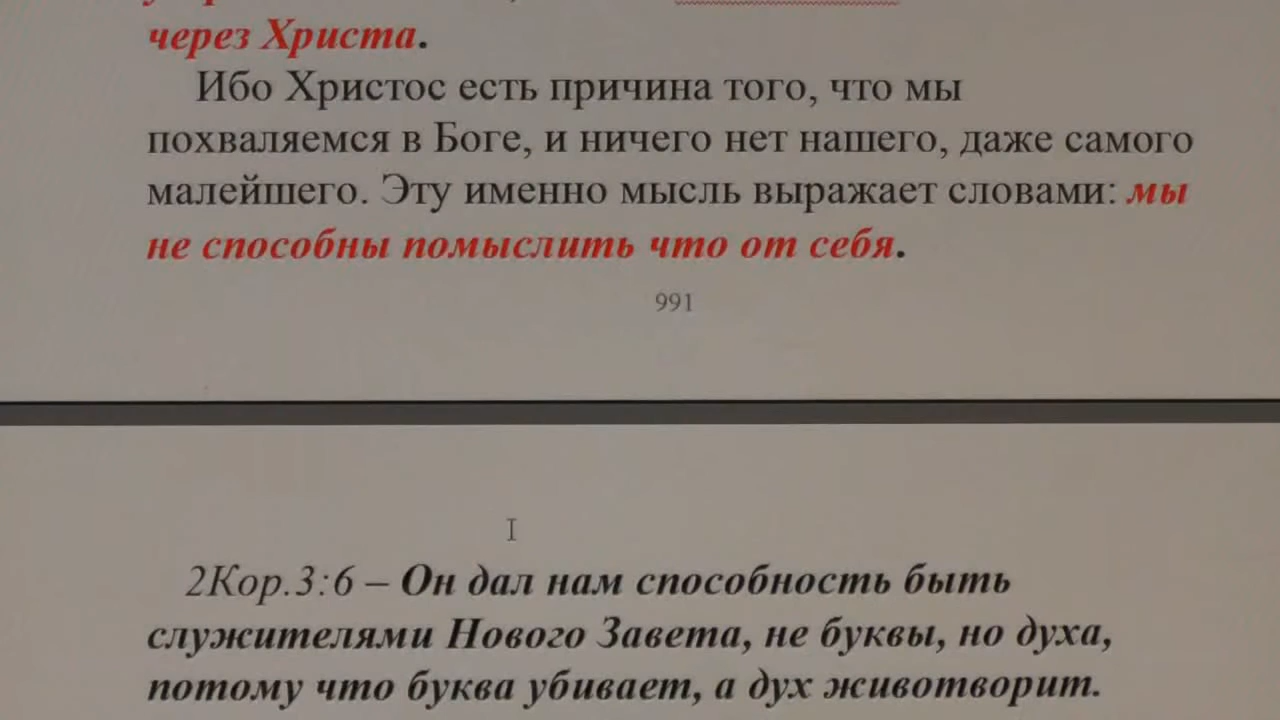 через Христа.
Ибо Христос есть причина того, что мы
похваляемся в Боге, и ничего нет нашего, даже самого
малейшего. Эту именно мысль выражает словами: мы
не способны помыслить что от себя.
991
2Кор.3:6 – Он дал нам способность быть
служителями Нового Завета, не буквы, но духа,
потому что буква убивает, а дух животворит.